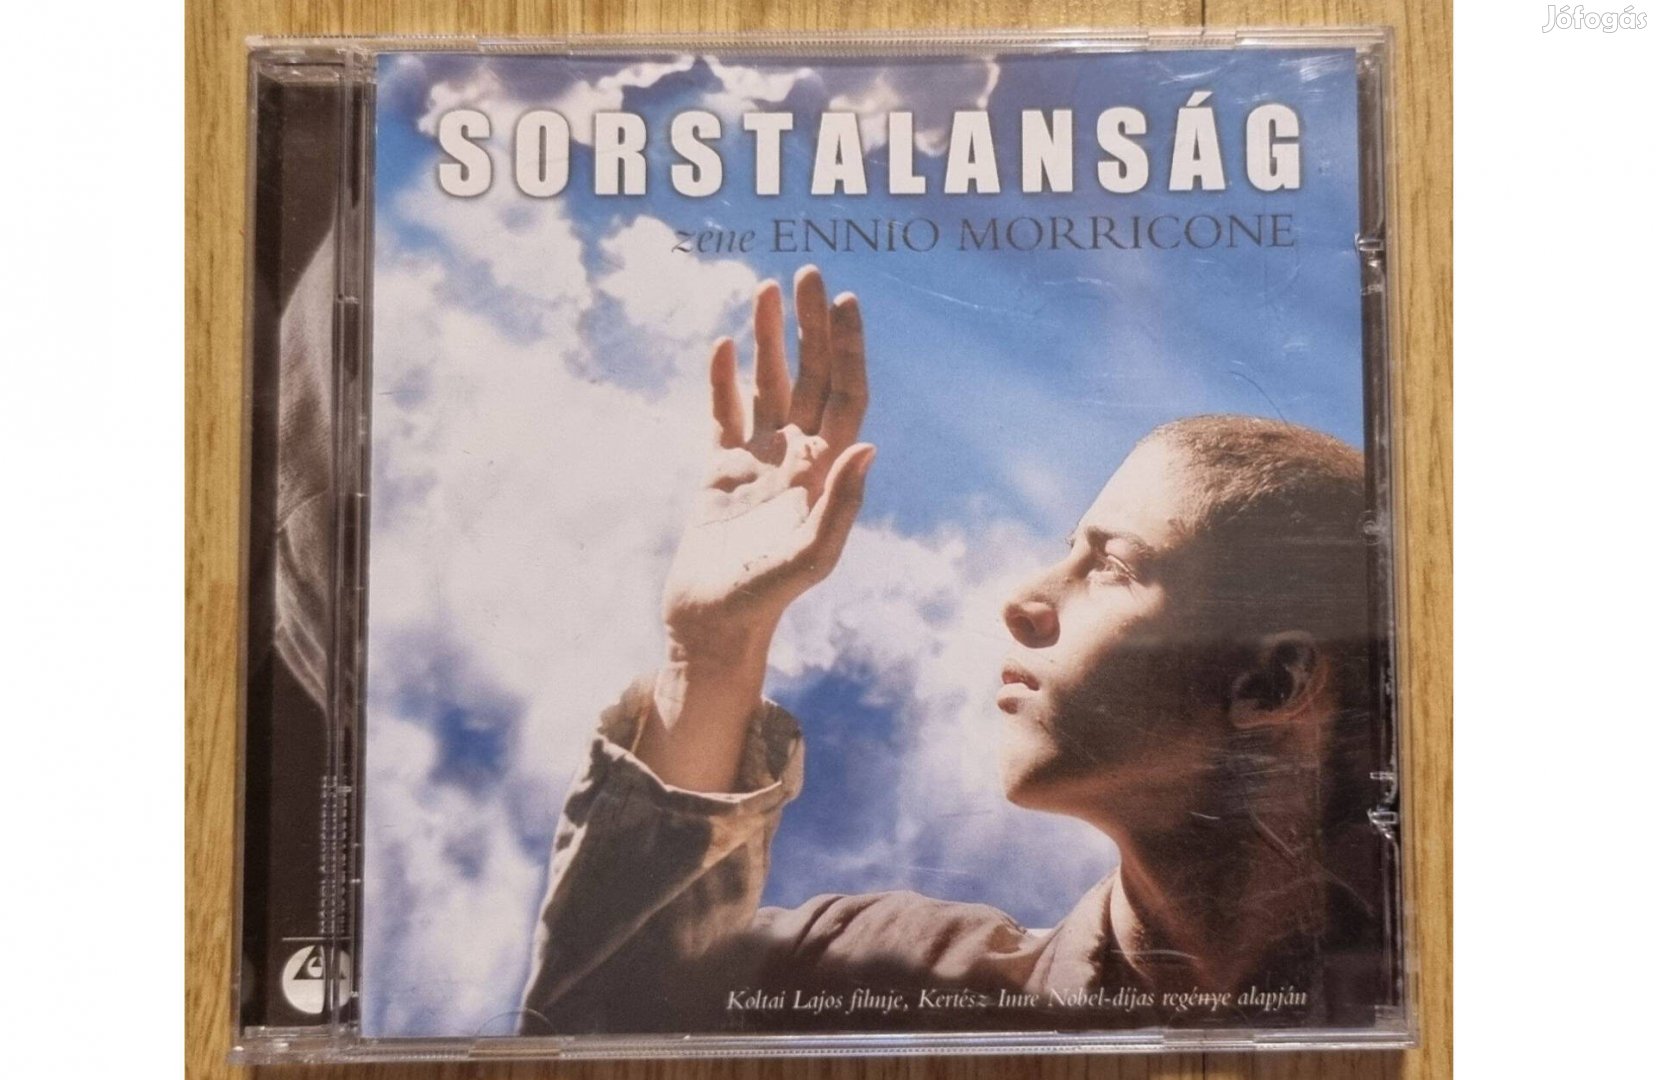 Jófogás
SORSTALANSÁG
zene ENNIO MORRICONE
Koltai Lajos filmje, Kertész Imre Nobel-díjas regénye alapján